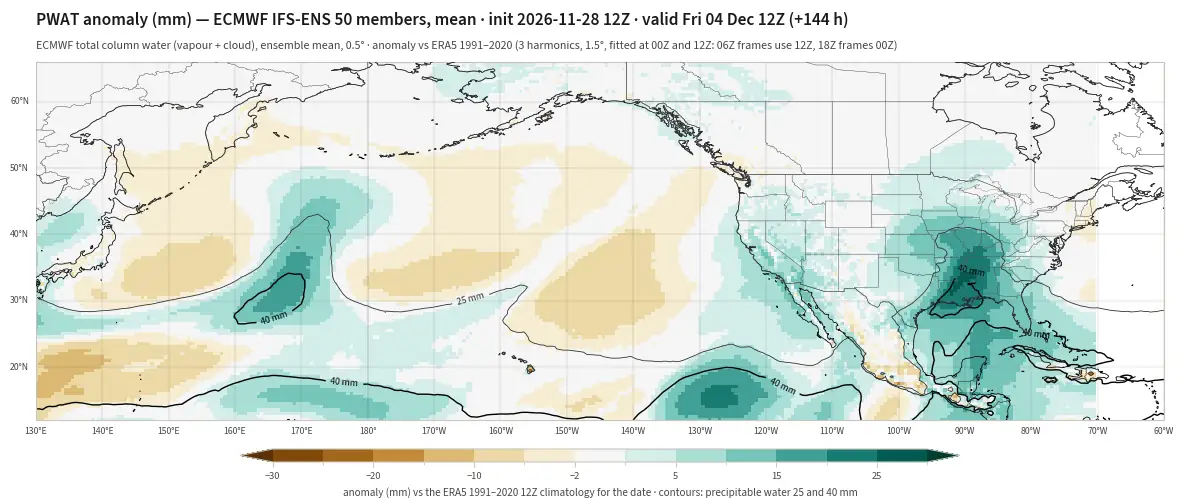 PWAT anomaly (mm) — ECMWF IFS-ENS 50 members, mean · init 2026-11-28 12Z · valid Fri 04 Dec 12Z (+144 h)
ECMWF total column water (vapour + cloud), ensemble mean, 0.5° · anomaly vs ERA5 1991–2020 (3 harmonics, 1.5°, fitted at 00Z and 12Z: 06Z frames use 12Z, 18Z frames 00Z)
60°N
50°N
40°N
40 mm
30°N
25 mm
40 mm
40 mm
20°N
40 mm
40 mm
130°E 140°E 150°E 160°E 170°E 180° 170°W 160°W 150°W 140°W 130°W 120°W 110°W 100°W 90°W 80°W 70°W 60°W
−30 −20 −10 −2 5 15 25
anomaly (mm) vs the ERA5 1991–2020 12Z climatology for the date · contours: precipitable water 25 and 40 mm